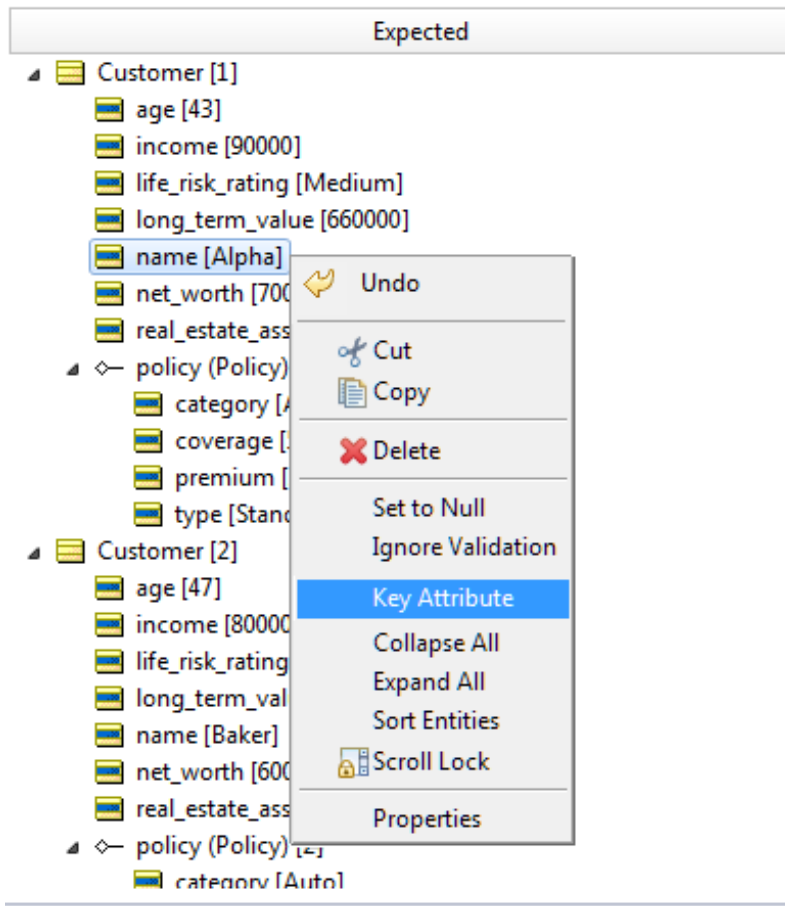 Expected
Customer [1]
age [43]
income [90000]
life_risk_rating [Medium]
long_term_value [660000]
name [Alpha]
net_worth [700
real_estate_ass
policy (Policy)
category [A
coverage [
premium [
type [Stand
Customer [2]
age [47]
income [80000
life_risk_rating
long_term_val
name [Baker]
net_worth [600
real_estate_ass
policy (Policy) [2]
category [Auto]
Undo
Cut
Copy
Delete
Set to Null
Ignore Validation
Key Attribute
Collapse All
Expand All
Sort Entities
Scroll Lock
Properties